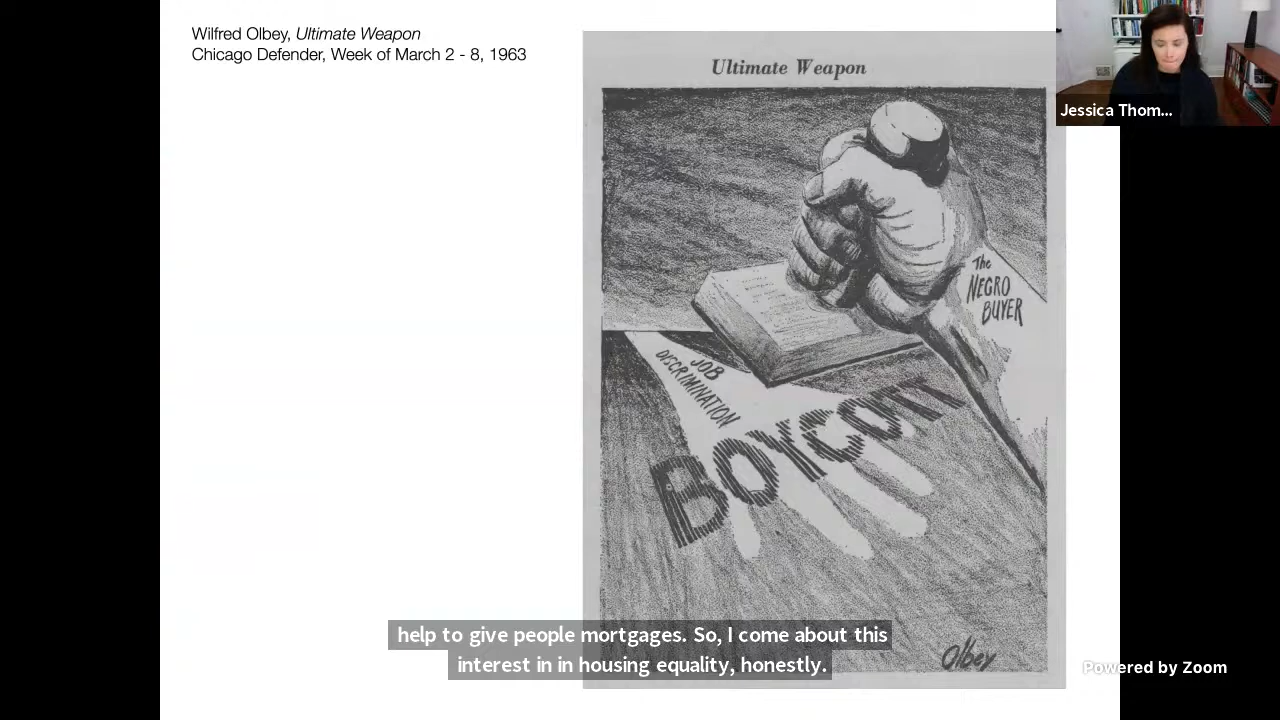 Wilfred Olbey, Ultimate Weapon
Chicago Defender, Week of March 2 - 8, 1963
Ultimate Weapon
Jessica Thom...
The
NEGRO
BUYER
JOB
DISCRIMINATION
BOYCOTT
help to give people mortgages. So, I come about this
interest in in housing equality, honestly.
Olbey
Powered by Zoom